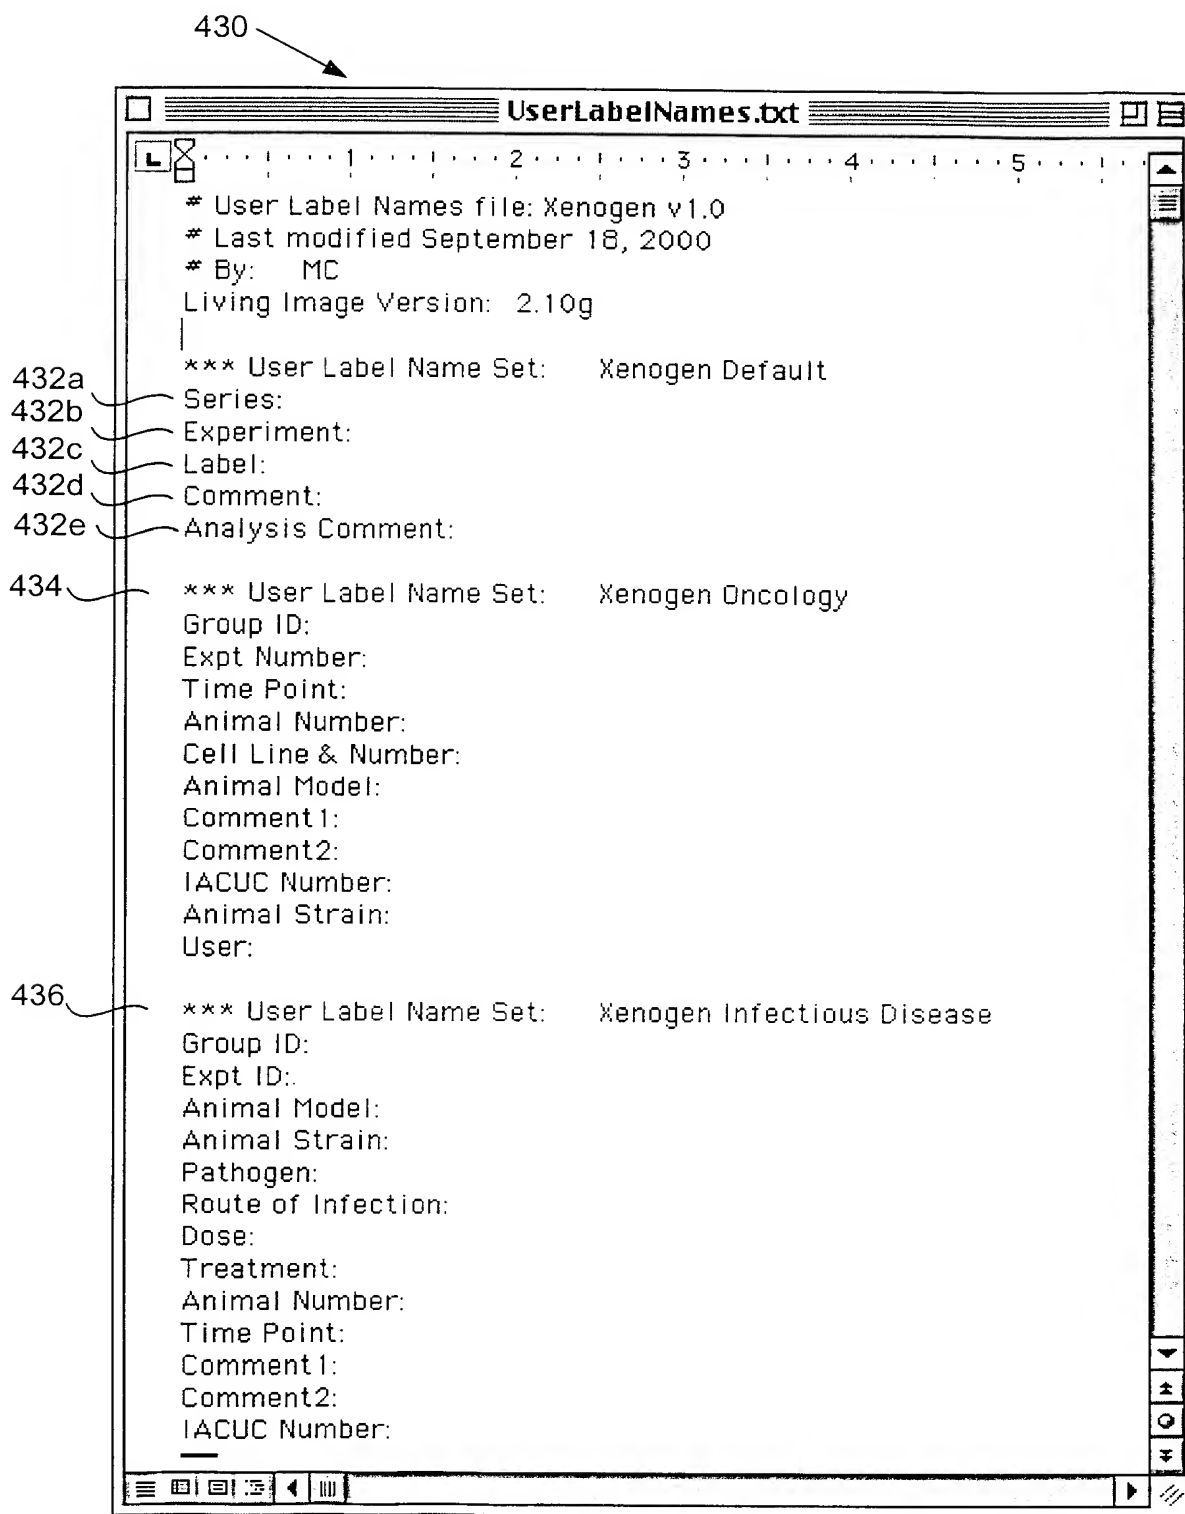 430
UserLabelNames.txt
L 1 2 3 4 5
# User Label Names file: Xenogen v1.0
# Last modified September 18, 2000
# By: MC
Living Image Version: 2.10g
*** User Label Name Set: Xenogen Default
432a Series:
432b Experiment:
432c Label:
432d Comment:
432e Analysis Comment:
434 *** User Label Name Set: Xenogen Oncology
Group ID:
Expt Number:
Time Point:
Animal Number:
Cell Line & Number:
Animal Model:
Comment1:
Comment2:
IACUC Number:
Animal Strain:
User:
436 *** User Label Name Set: Xenogen Infectious Disease
Group ID:
Expt ID:
Animal Model:
Animal Strain:
Pathogen:
Route of Infection:
Dose:
Treatment:
Animal Number:
Time Point:
Comment1:
Comment2:
IACUC Number: